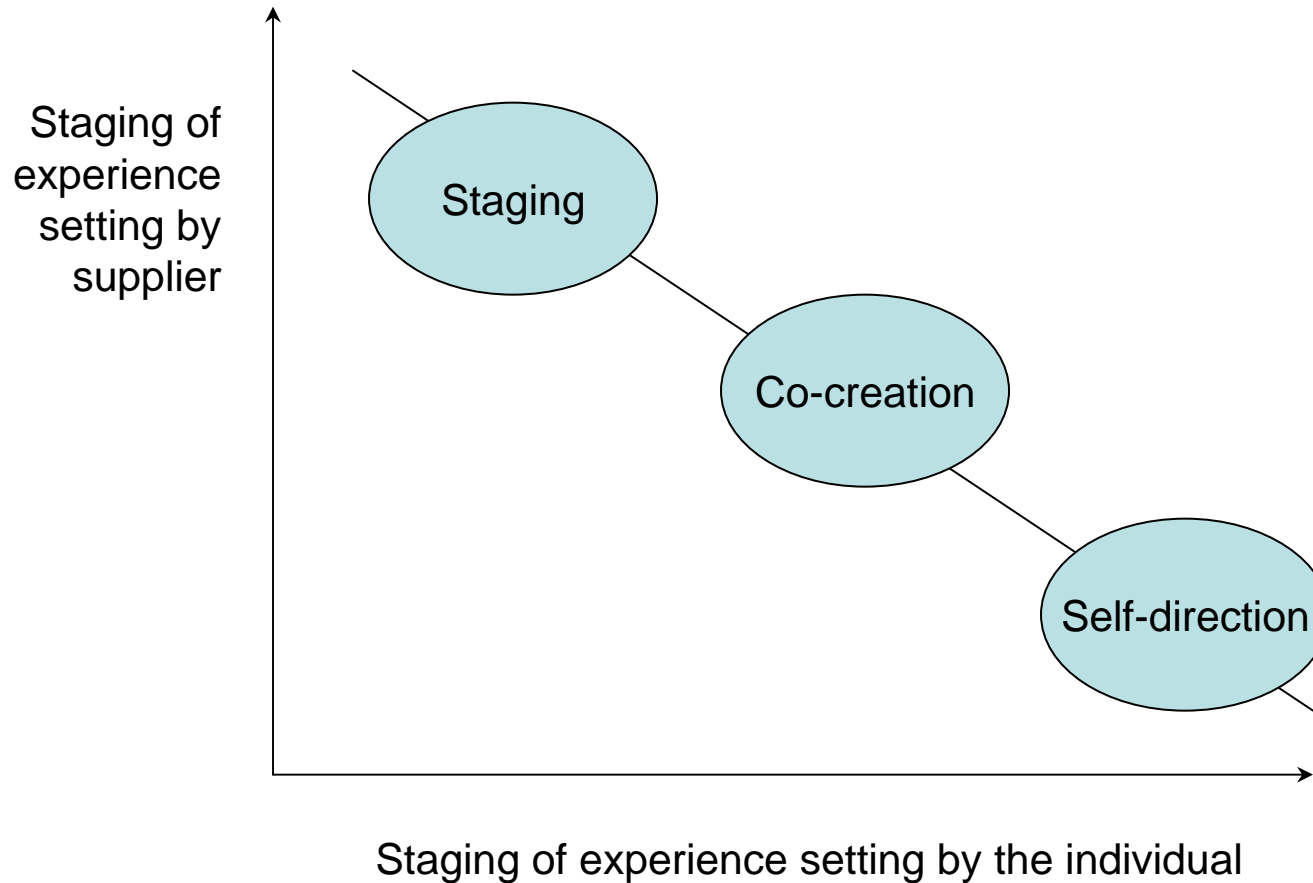 Staging of
experience
setting by
supplier
Staging
Co-creation
Self-direction
Staging of experience setting by the individual